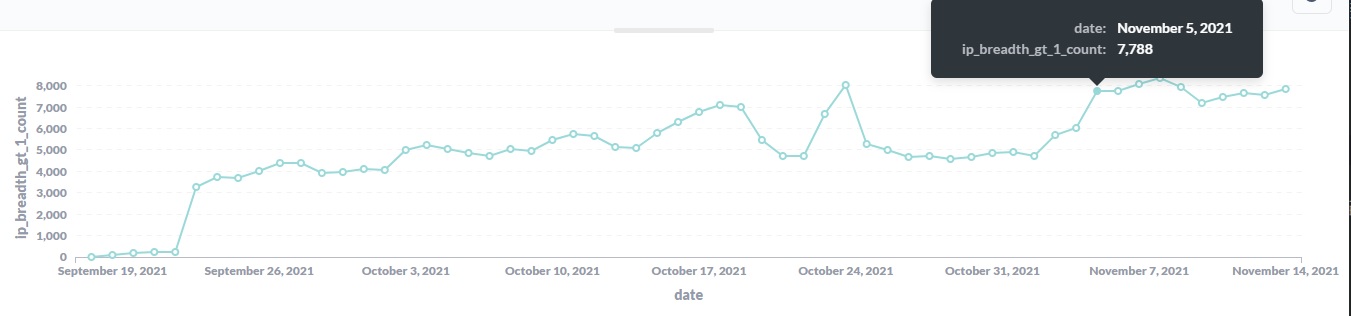 date: November 5, 2021
ip_breadth_gt_1_count: 7,788
ip_breadth_gt_1_count
8,000
7,000
6,000
5,000
4,000
3,000
2,000
1,000
0
September 19, 2021 September 26, 2021 October 3, 2021 October 10, 2021 October 17, 2021 October 24, 2021 October 31, 2021 November 7, 2021 November 14, 2021
date